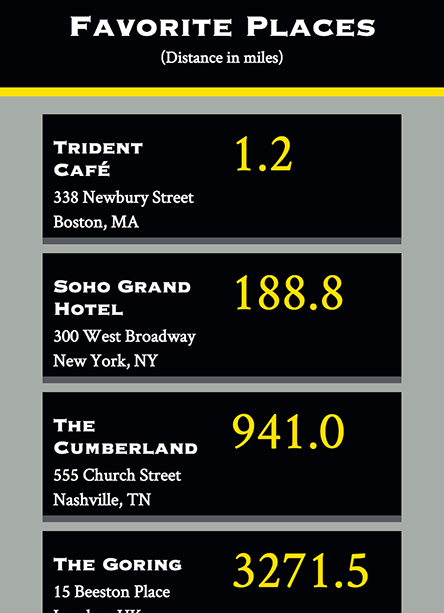 FAVORITE PLACES
(Distance in miles)
TRIDENT
CAFÉ
1.2
338 Newbury Street
Boston, MA
SOHO GRAND
HOTEL
188.8
300 West Broadway
New York, NY
THE
CUMBERLAND
941.0
555 Church Street
Nashville, TN
THE GORING
3271.5
15 Beeston Place